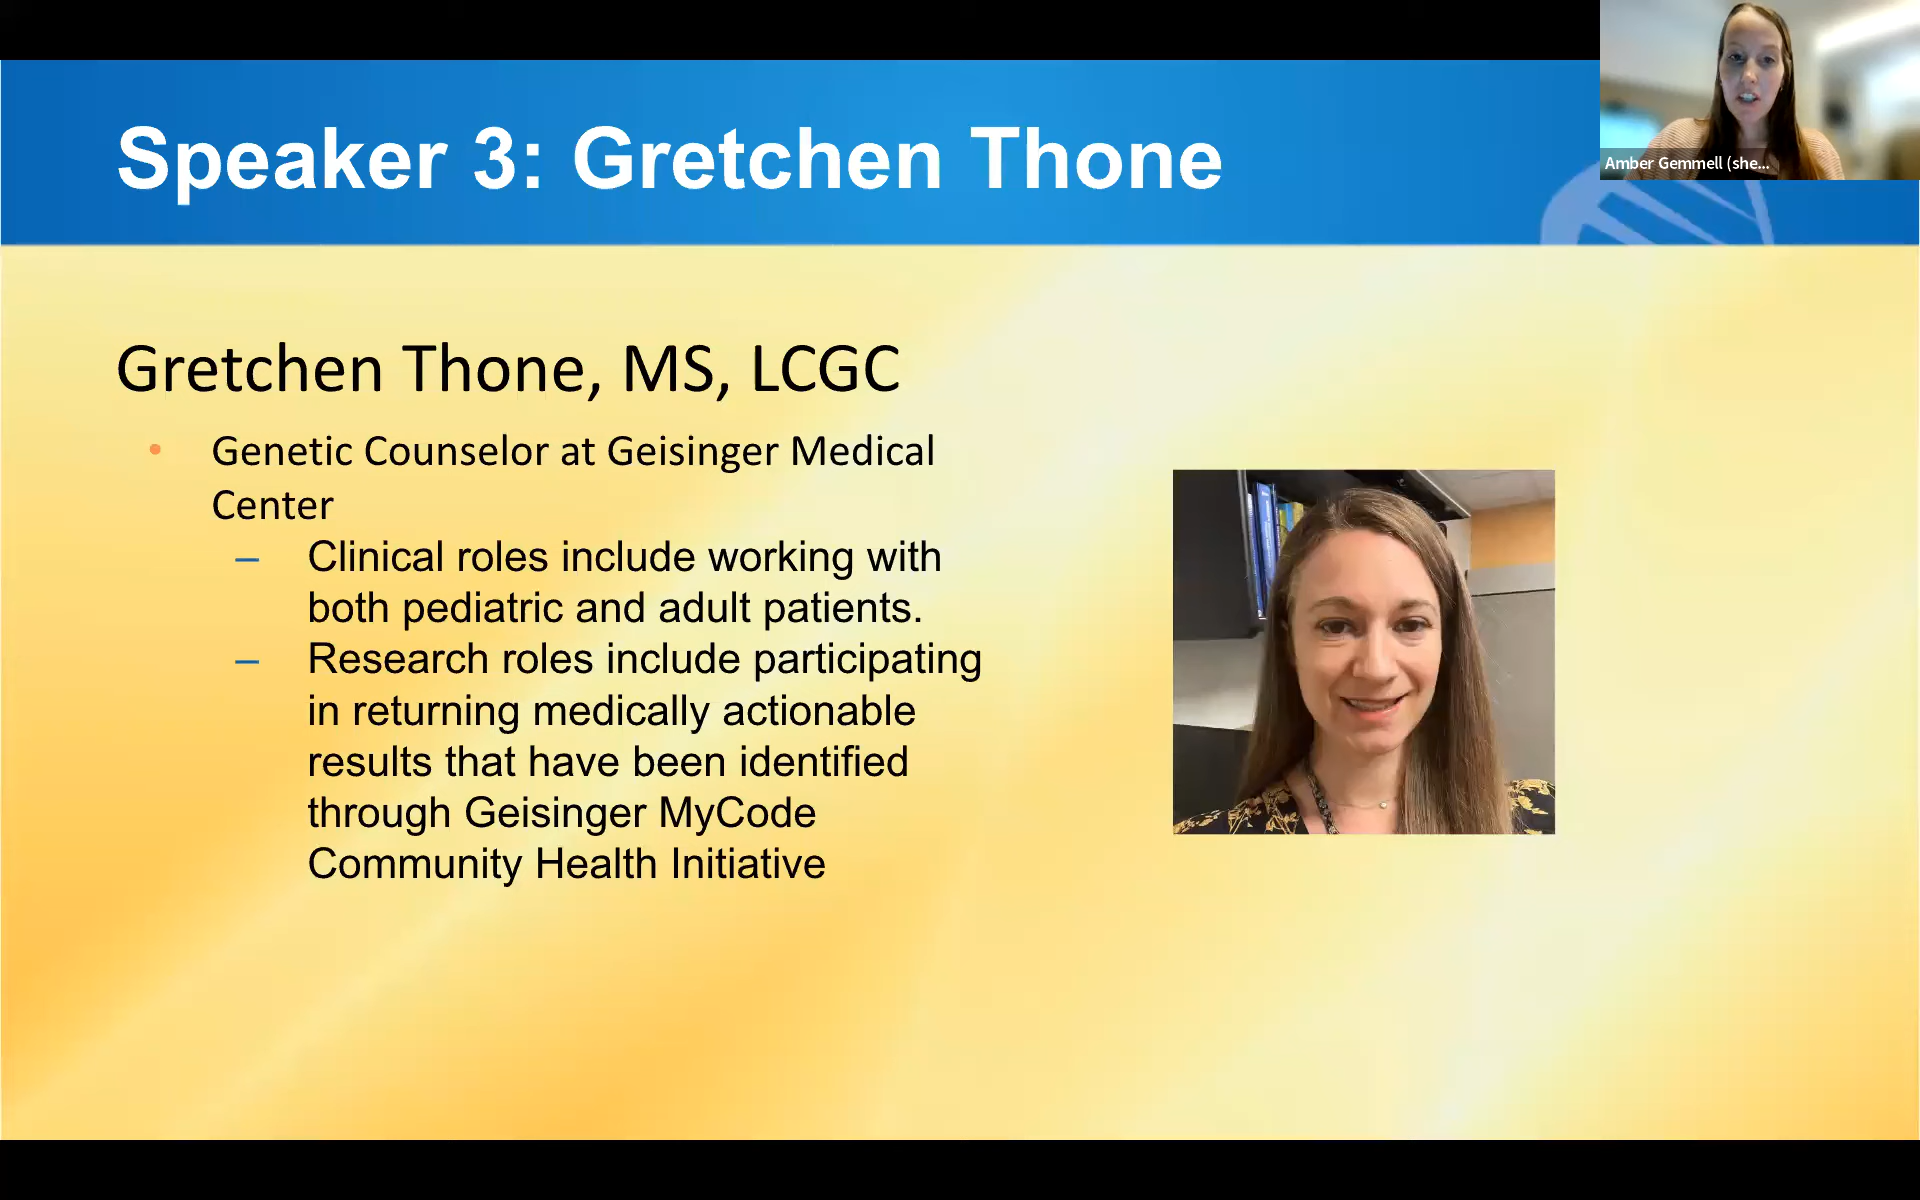 Speaker 3: Gretchen Thone
Amber Gemmell (she...
Gretchen Thone, MS, LCGC
• Genetic Counselor at Geisinger Medical
Center
– Clinical roles include working with
both pediatric and adult patients.
– Research roles include participating
in returning medically actionable
results that have been identified
through Geisinger MyCode
Community Health Initiative